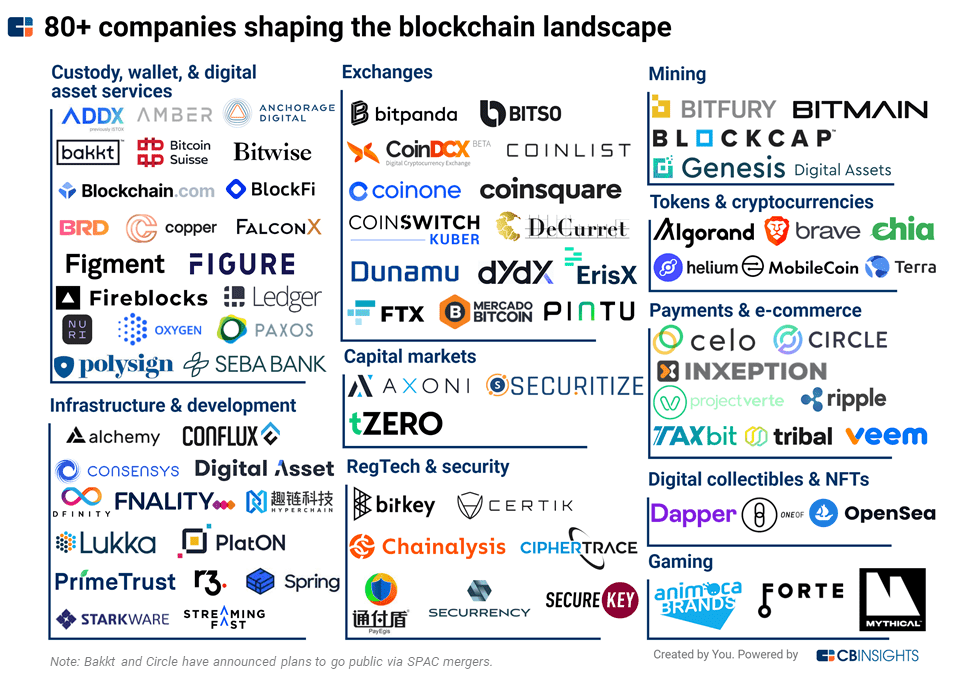 80+ companies shaping the blockchain landscape
Custody, wallet, & digital
asset services
ADDX
previously iSTOX
AMBER
ANCHORAGE
DIGITAL
bakkt
Bitcoin
Suisse
Bitwise
Blockchain.com
BlockFi
BRD
copper
FALCONX
Figment
FIGURE
Fireblocks
Ledger
NU
RI
OXYGEN
PAXOS
polysign
SEBA BANK
Infrastructure & development
alchemy
CONFLUX
CONSENSYS
Digital Asset
DFINITY
FNALITY
趣链科技
HYPERCHAIN
Lukka
PlatON
PrimeTrust
r3.
Spring
STARKWARE
STREAMING
FAST
Exchanges
bitpanda
BITSO
CoinDCX BETA
Digital Cryptocurrency Exchange
COINLIST
coinone
coinsquare
COINSWITCH
KUBER
DeCurret
Dunamu
dYdX
ErisX
FTX
MERCADO
BITCOIN
PINTU
Capital markets
AXONI
SECURITIZE
tZERO
RegTech & security
bitkey
CERTIK
Chainalysis
CIPHERTRACE
通付盾
PayEgis
SECURRENCY
SECUREKEY
Mining
BITFURY
BITMAIN
BLOCKCAP™
Genesis Digital Assets
Tokens & cryptocurrencies
Algorand
brave
chia
helium
MobileCoin
Terra
Payments & e-commerce
celo
CIRCLE
INXEPTION
projectverte
ripple
TAXbit
tribal
veem
Digital collectibles & NFTs
Dapper
ONEOF
OpenSea
Gaming
animoca
BRANDS
FORTE
MYTHICAL
Note: Bakkt and Circle have announced plans to go public via SPAC mergers.
Created by You. Powered by
CBINSIGHTS